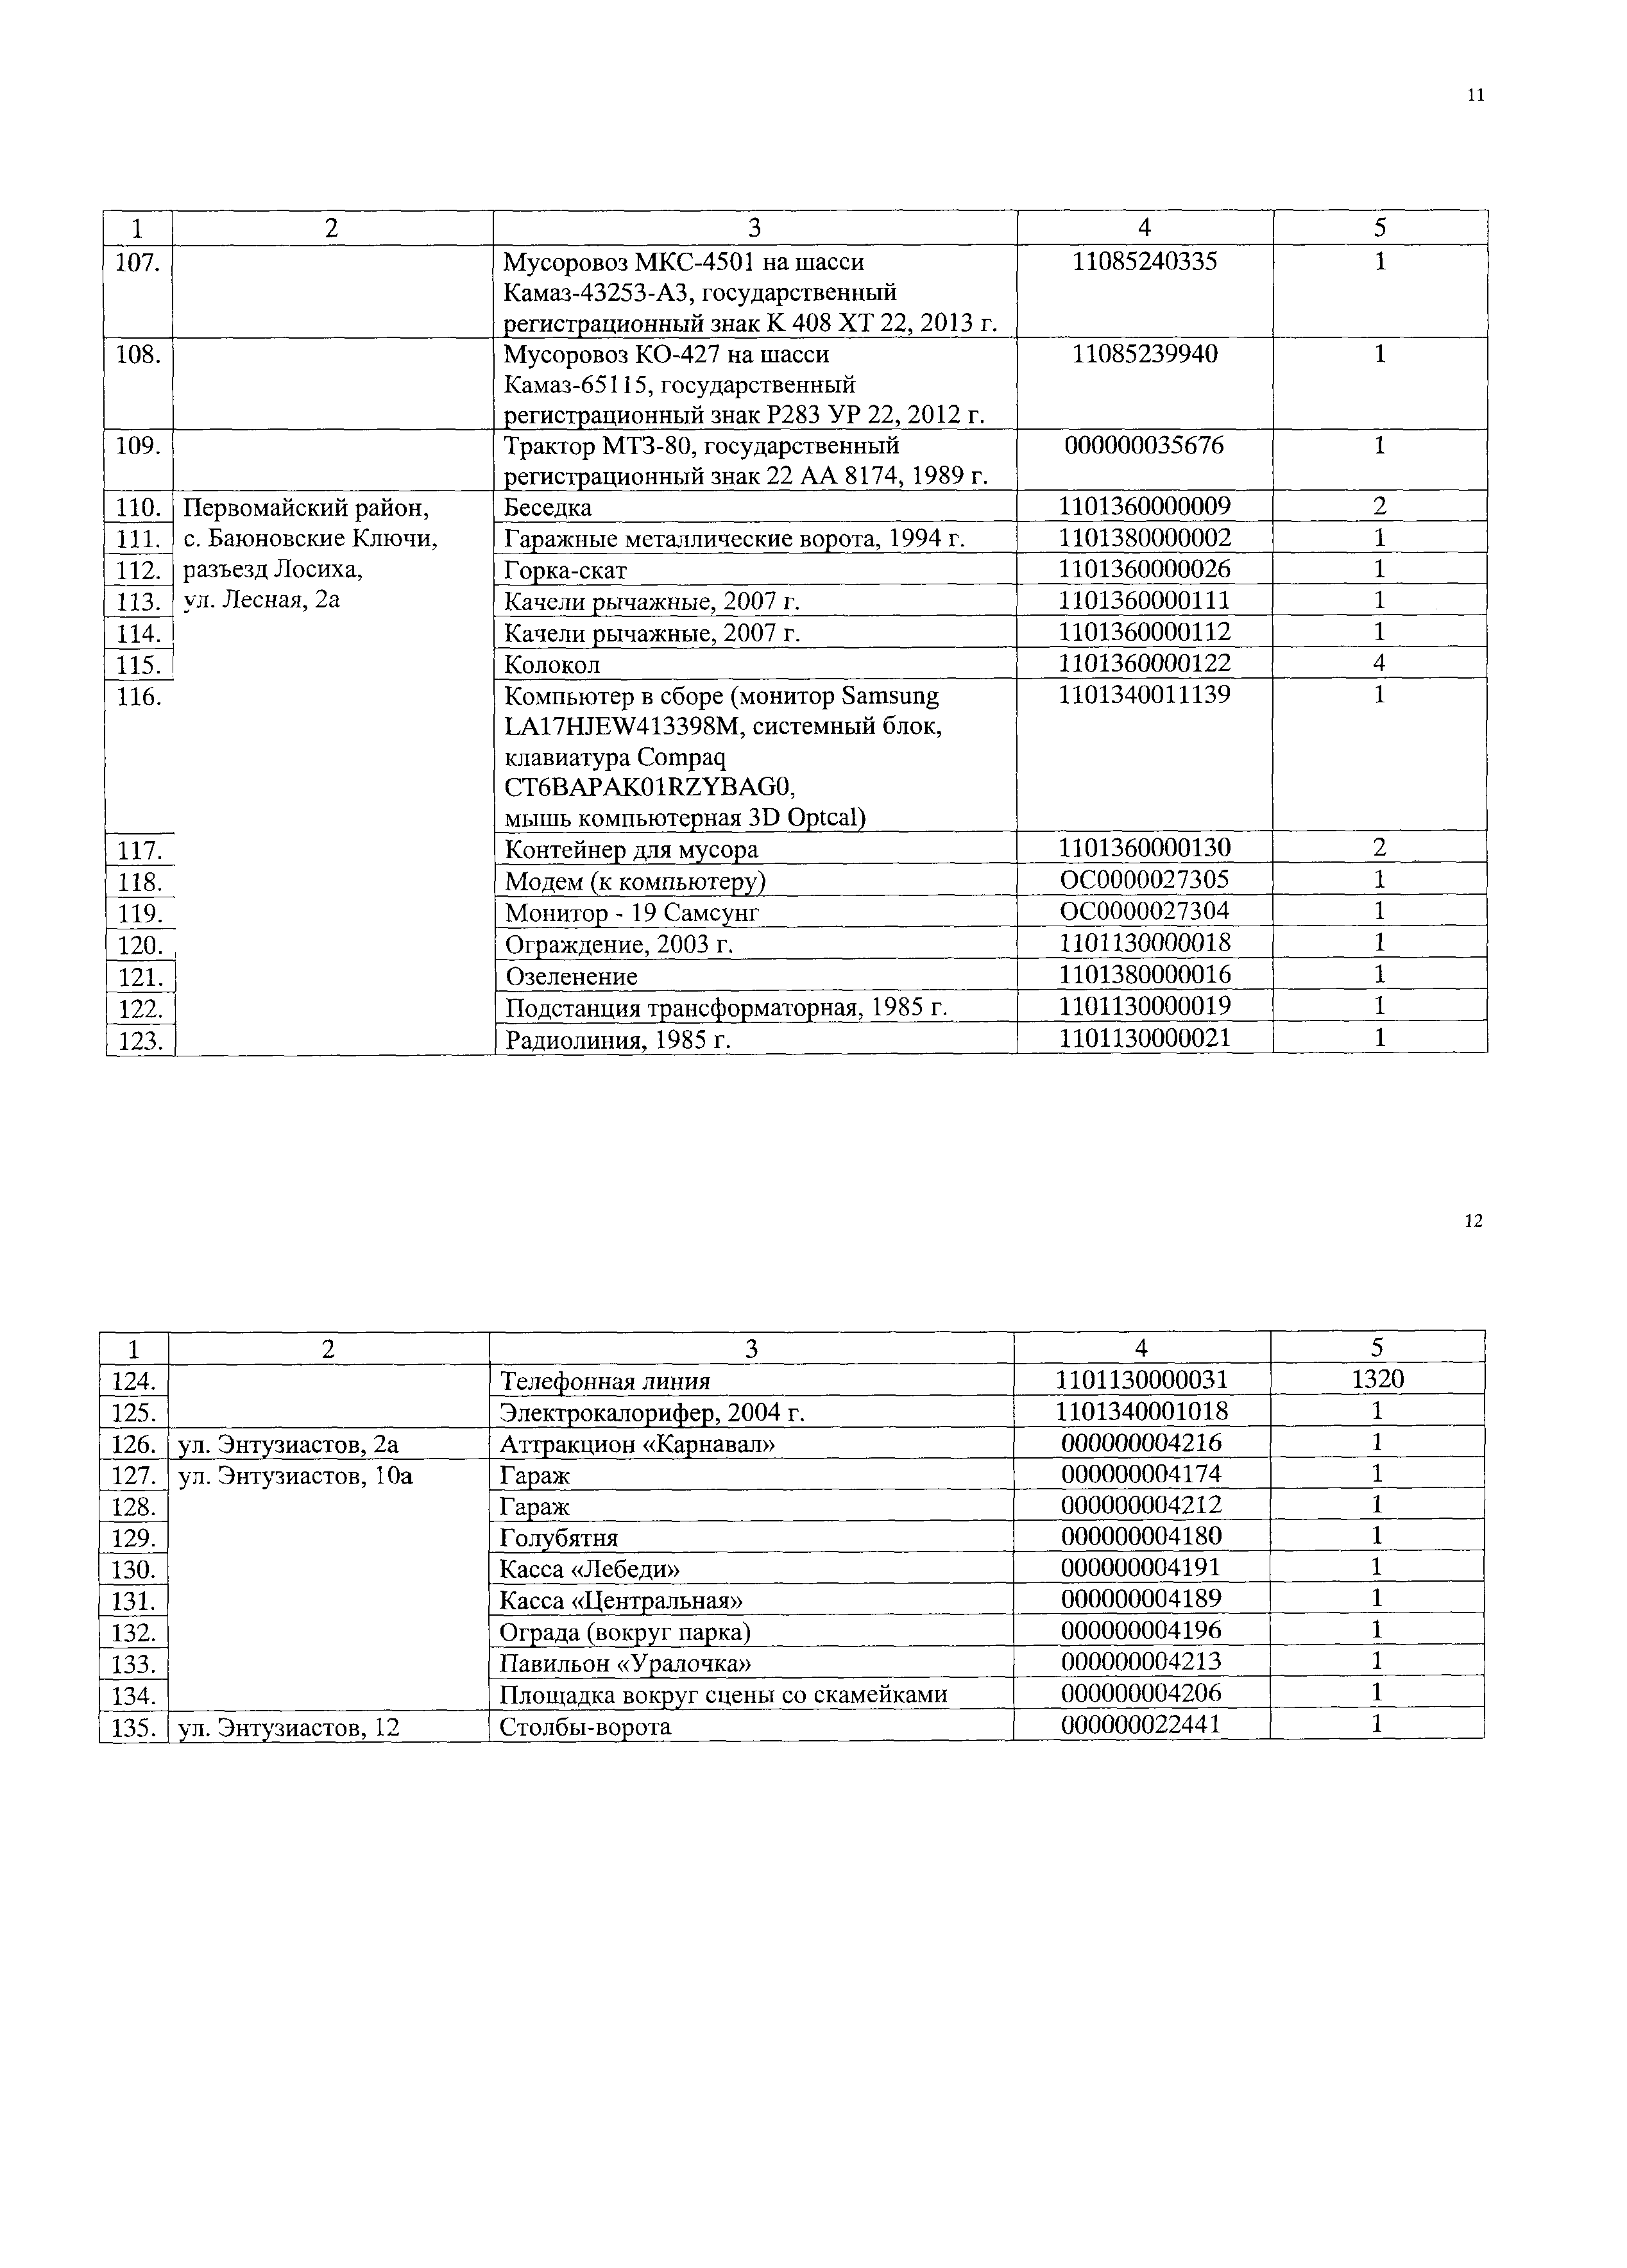 11
1 2 3 4 5
107. Мусоровоз МКС-4501 на шасси 11085240335 1
Камаз-43253-А3, государственный
регистрационный знак К 408 ХТ 22, 2013 г.
108. Мусоровоз КО-427 на шасси 11085239940 1
Камаз-65115, государственный
регистрационный знак Р283 УР 22, 2012 г.
109. Трактор МТЗ-80, государственный 000000035676 1
регистрационный знак 22 АА 8174, 1989 г.
110. Первомайский район, Беседка 1101360000009 2
111. с. Баюновские Ключи, Гаражные металлические ворота, 1994 г. 1101380000002 1
112. разъезд Лосиха, Горка-скат 1101360000026 1
113. ул. Лесная, 2а Качели рычажные, 2007 г. 1101360000111 1
114. Качели рычажные, 2007 г. 1101360000112 1
115. Колокол 1101360000122 4
116. Компьютер в сборе (монитор Samsung 1101340011139 1
LA17HJEW413398M, системный блок,
клавиатура Compaq
CT6BAPAK01RZYBAG0,
мышь компьютерная 3D Optcal)
117. Контейнер для мусора 1101360000130 2
118. Модем (к компьютеру) ОС0000027305 1
119. Монитор - 19 Самсунг ОС0000027304 1
120. Ограждение, 2003 г. 1101130000018 1
121. Озеленение 1101380000016 1
122. Подстанция трансформаторная, 1985 г. 1101130000019 1
123. Радиолиния, 1985 г. 1101130000021 1
12
1 2 3 4 5
124. Телефонная линия 1101130000031 1320
125. Электрокалорифер, 2004 г. 1101340001018 1
126. ул. Энтузиастов, 2а Аттракцион «Карнавал» 000000004216 1
127. ул. Энтузиастов, 10а Гараж 000000004174 1
128. Гараж 000000004212 1
129. Голубятня 000000004180 1
130. Касса «Лебеди» 000000004191 1
131. Касса «Центральная» 000000004189 1
132. Ограда (вокруг парка) 000000004196 1
133. Павильон «Уралочка» 000000004213 1
134. Площадка вокруг сцены со скамейками 000000004206 1
135. ул. Энтузиастов, 12 Столбы-ворота 000000022441 1